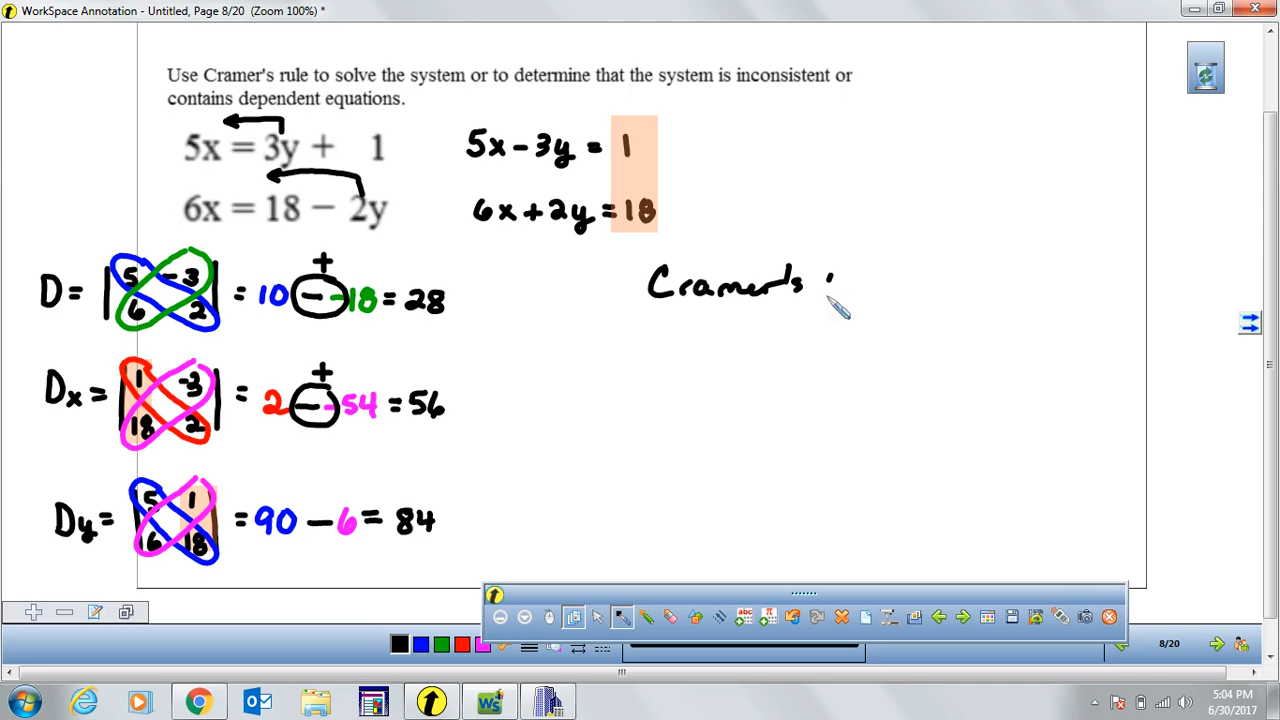 WorkSpace Annotation - Untitled, Page 8/20 (Zoom 100%) *
Use Cramer's rule to solve the system or to determine that the system is inconsistent or
contains dependent equations.
5x = 3y + 1
6x = 18 - 2y
5x - 3y = 1
6x + 2y = 18
D = | 5 -3 | = 10 - -18 = 28
| 6 2 |
+
Dx = | 1 -3 | = 2 - -54 = 56
| 18 2 |
+
Dy = | 5 1 | = 90 - 6 = 84
| 6 18 |
Cramer's
abc
π
8/20
Ws
5:04 PM
6/30/2017